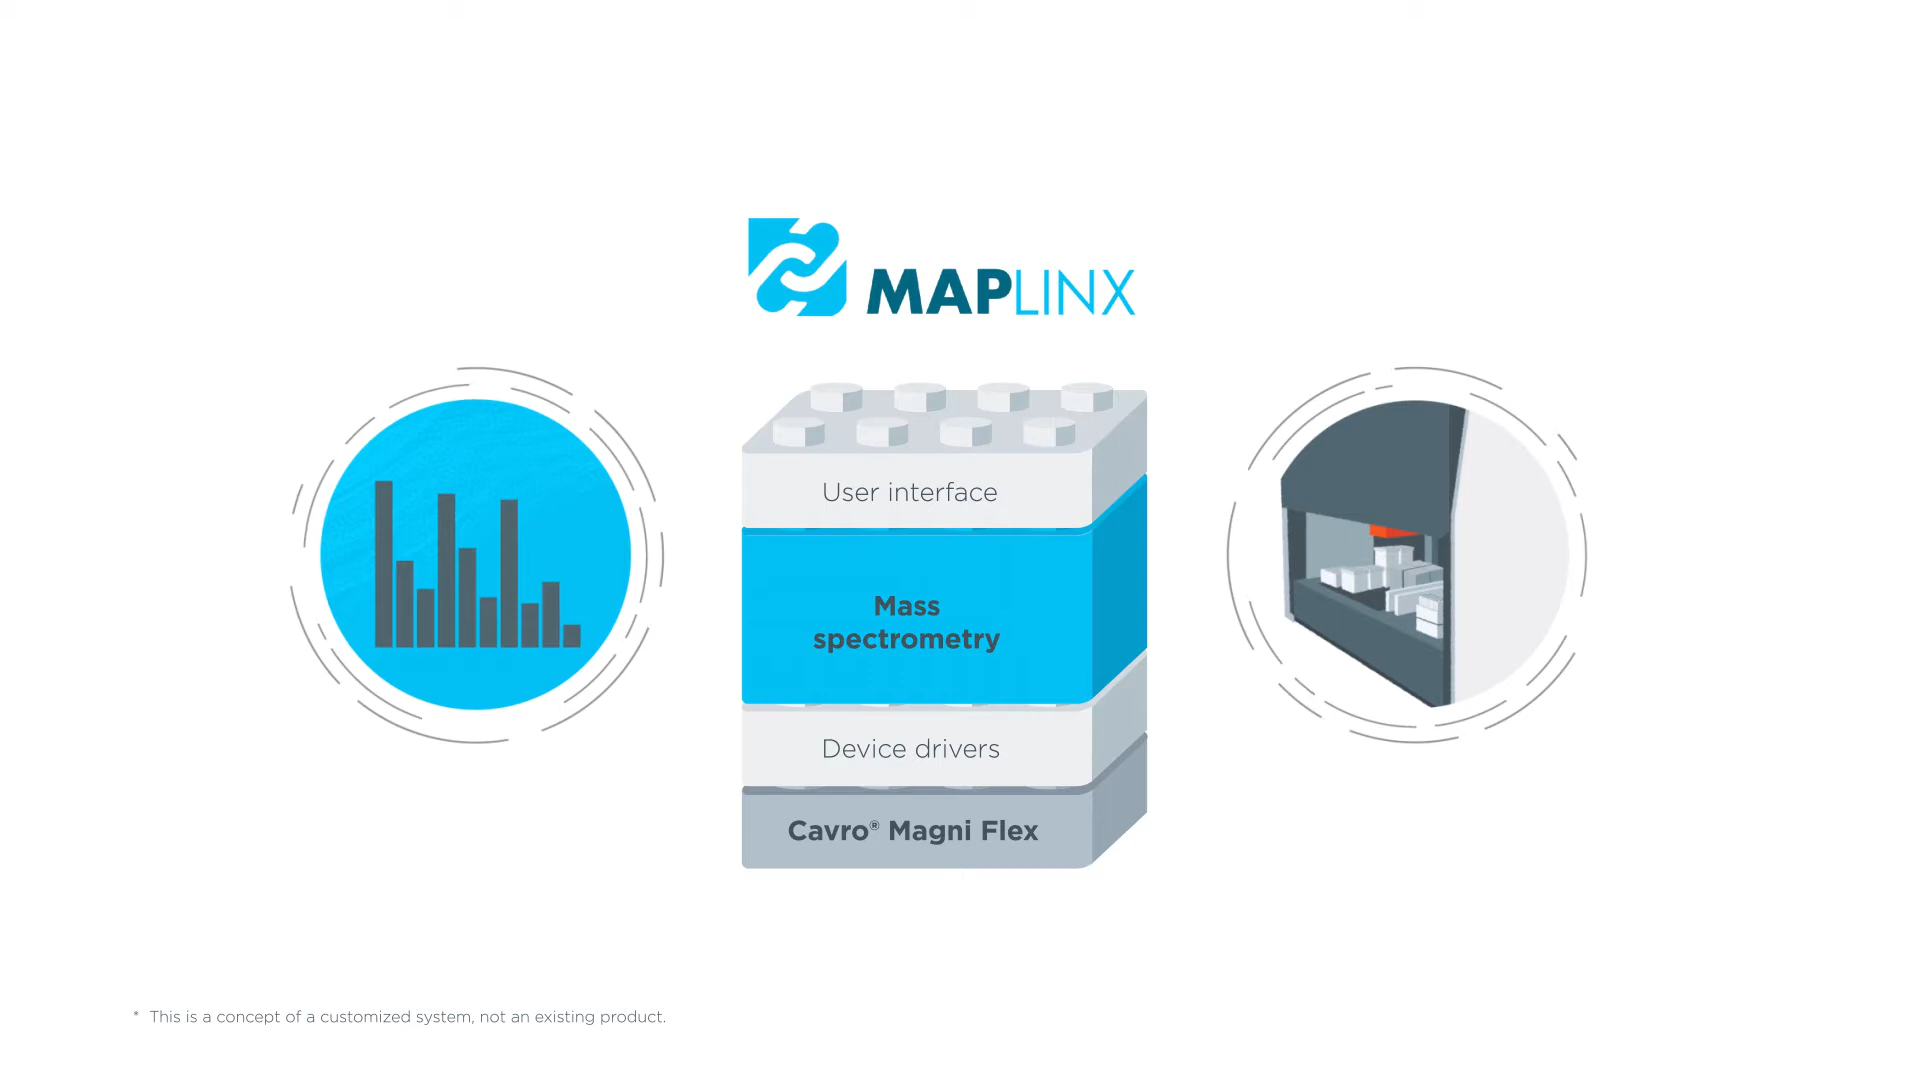 MAPLINX
User interface
Mass
spectrometry
Device drivers
Cavro® Magni Flex
* This is a concept of a customized system, not an existing product.